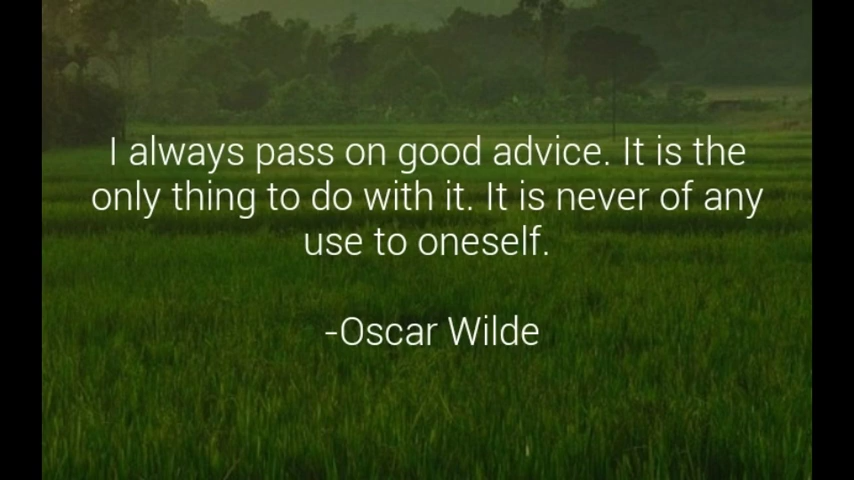 I always pass on good advice. It is the
only thing to do with it. It is never of any
use to oneself.
-Oscar Wilde